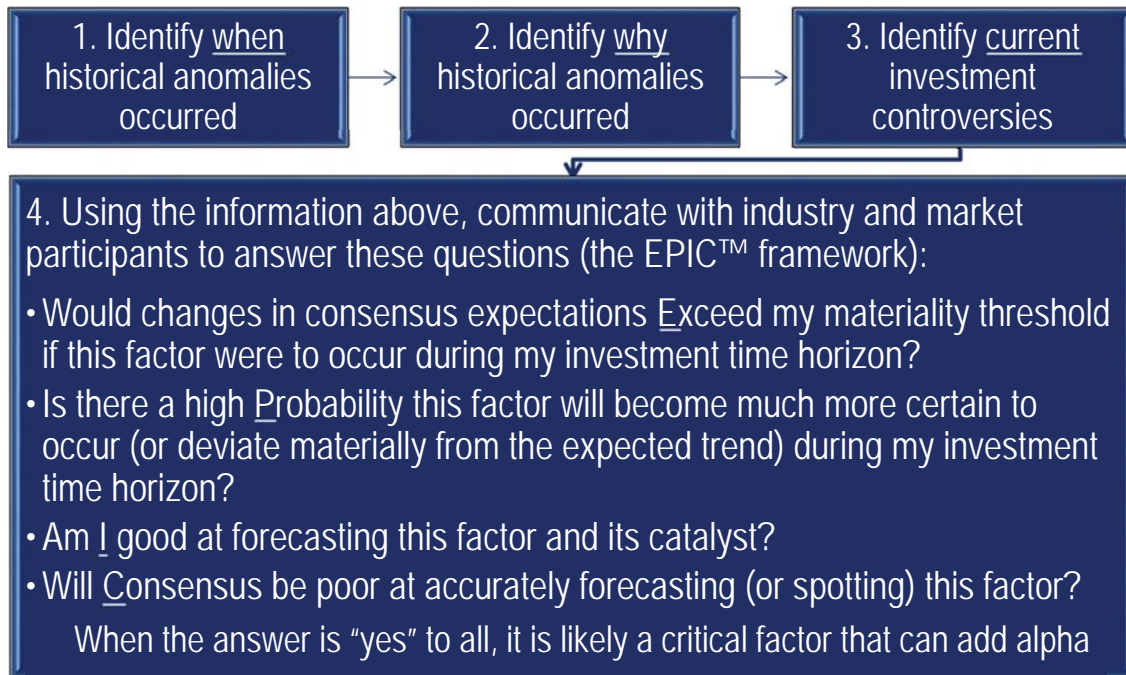 1. Identify when
historical anomalies
occurred
2. Identify why
historical anomalies
occurred
3. Identify current
investment
controversies
4. Using the information above, communicate with industry and market
participants to answer these questions (the EPIC™ framework):
• Would changes in consensus expectations Exceed my materiality threshold
if this factor were to occur during my investment time horizon?
• Is there a high Probability this factor will become much more certain to
occur (or deviate materially from the expected trend) during my investment
time horizon?
• Am I good at forecasting this factor and its catalyst?
• Will Consensus be poor at accurately forecasting (or spotting) this factor?
When the answer is “yes” to all, it is likely a critical factor that can add alpha